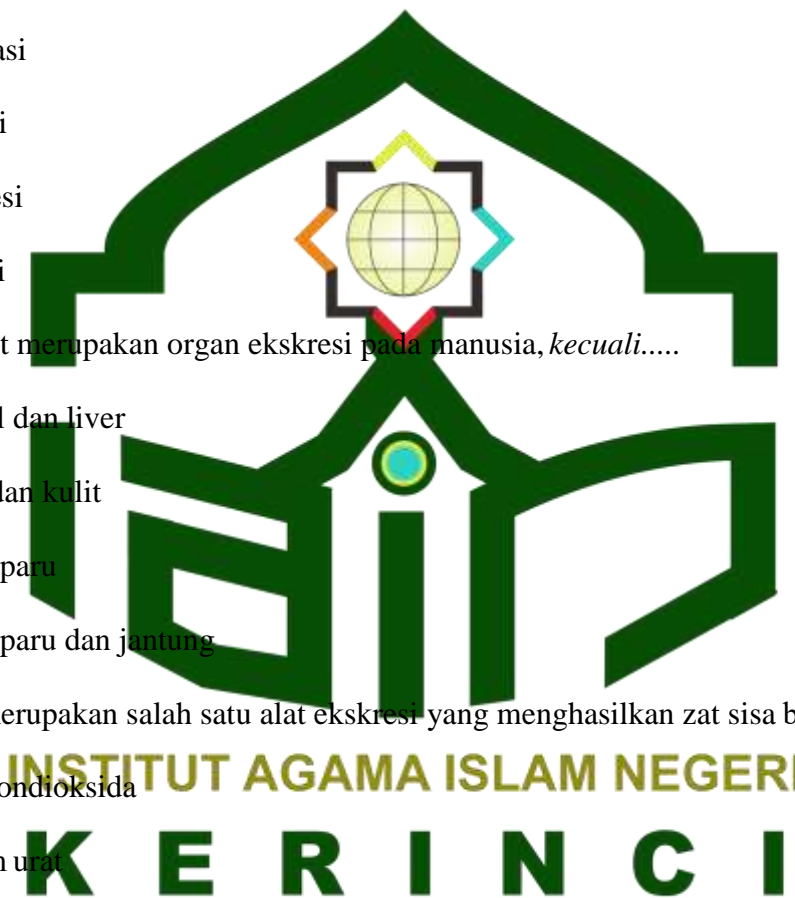 asi
i
esi
i
t merupakan organ ekskresi pada manusia, kecuali.....
l dan liver
dan kulit
paru
paru dan jantung
erupakan salah satu alat ekskresi yang menghasilkan zat sisa b
INSTITUT AGAMA ISLAM NEGERI
ondioksida
n urat
KERINCI